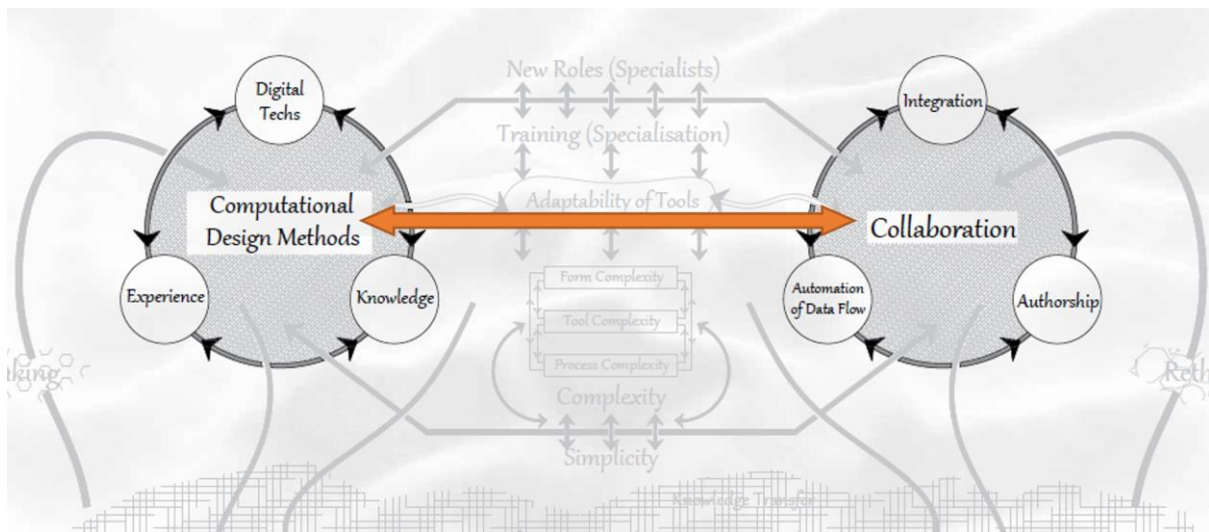 New Roles (Specialists)
Digital
Techs
Integration
Training (Specialisation)
Adaptability of Tools
Computational
Design Methods
Collaboration
Form Complexity
Experience
Knowledge
Automation
of Data Flow
Authorship
Tool Complexity
Process Complexity
Complexity
Simplicity
Knowledge Transfer